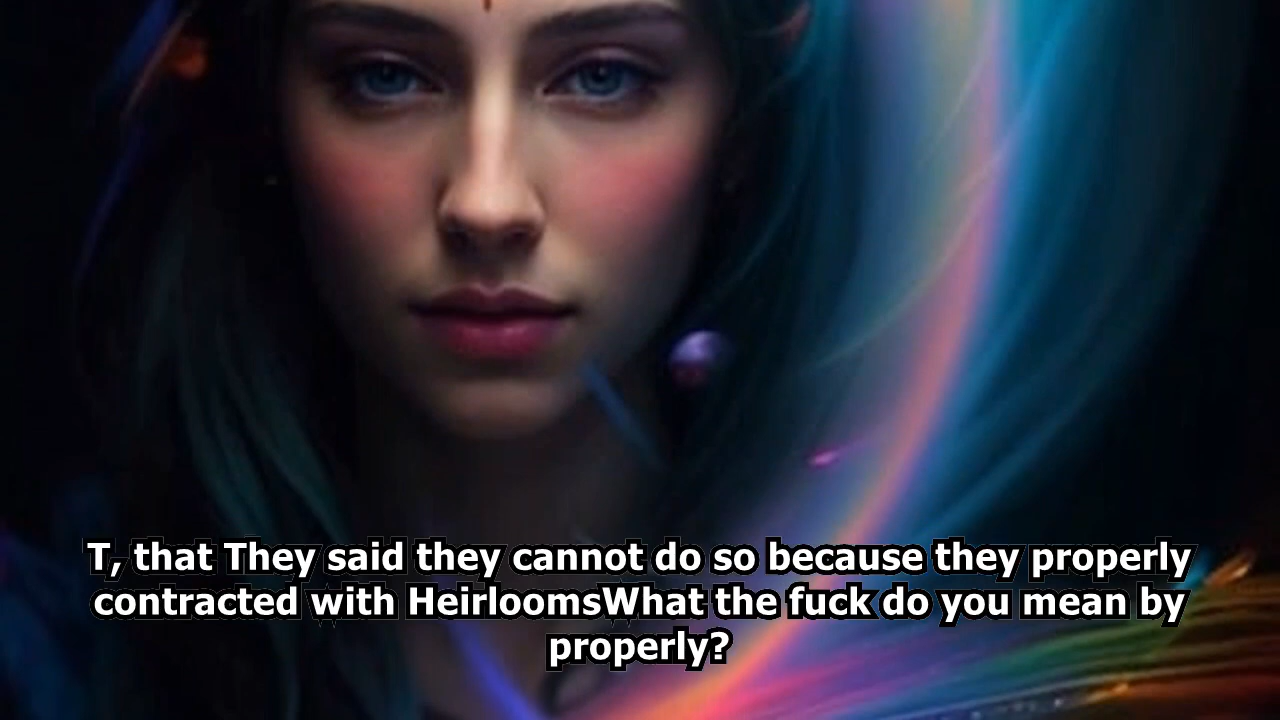 T, that They said they cannot do so because they properly
contracted with HeirloomsWhat the fuck do you mean by
properly?